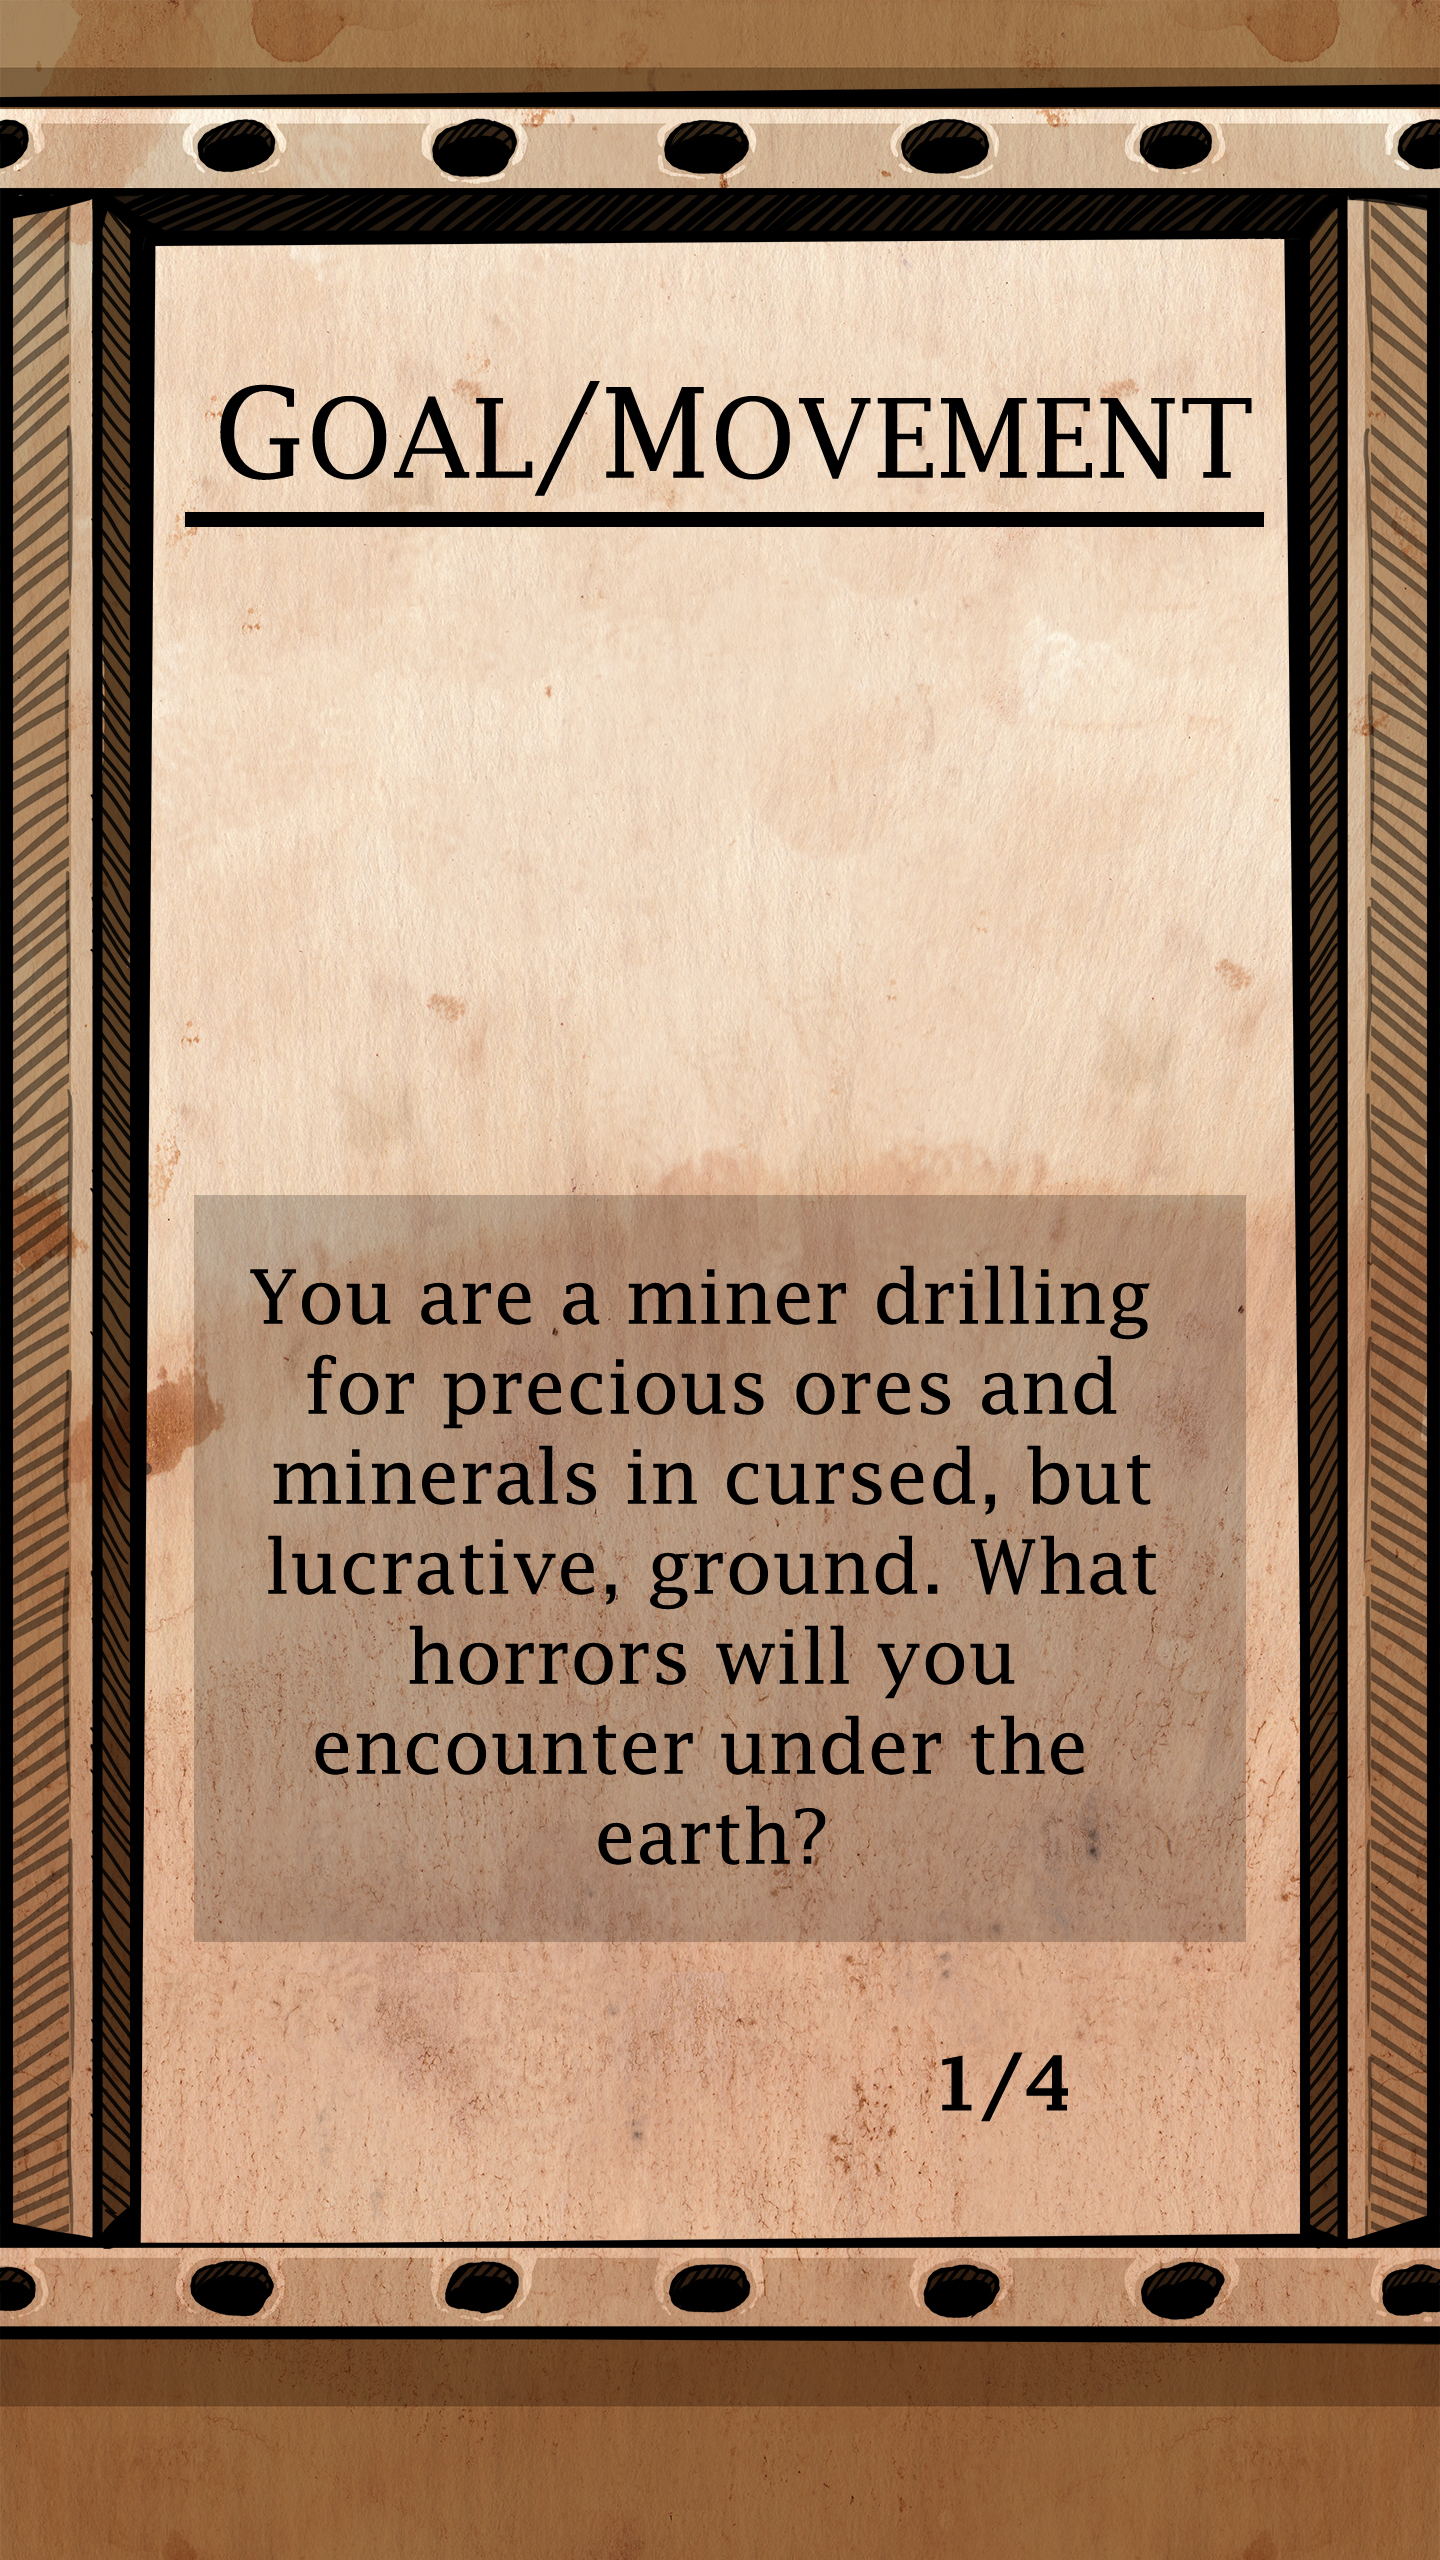 GOAL/MOVEMENT
You are a miner drilling
for precious ores and
minerals in cursed, but
lucrative, ground. What
horrors will you
encounter under the
earth?
1/4